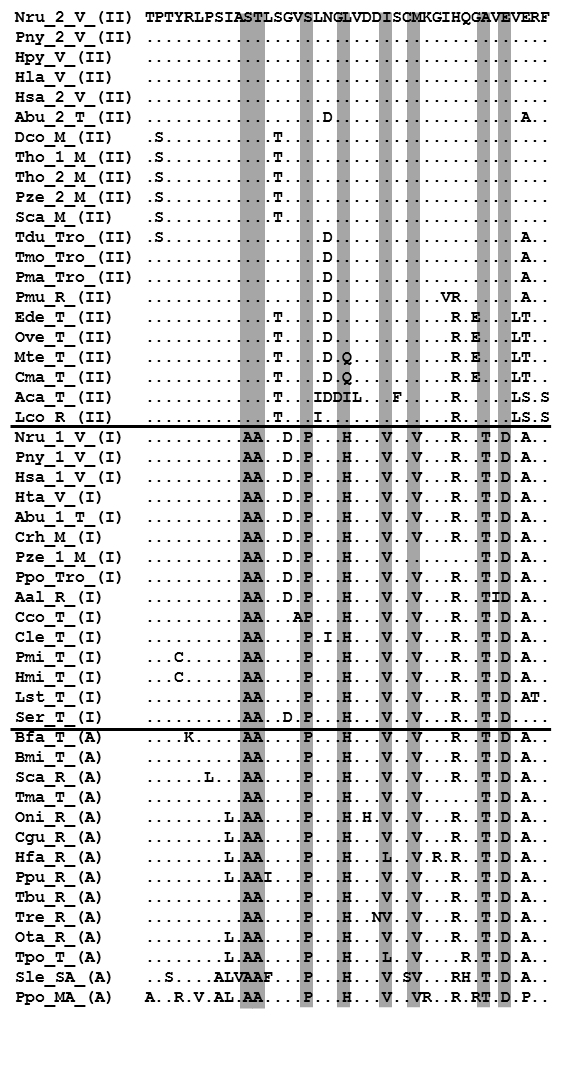 Nru_2_V_(II) TPTYRLPSIASTLSGVSLNGLVDDISCMKGIHQGAVEVERF
Pny_2_V_(II) .........................................
Hpy_V_(II) .........................................
Hla_V_(II) .........................................
Hsa_2_V_(II) .........................................
Abu_2_T_(II) ..................D...................A..
Dco_M_(II) .S...........T...........................
Tho_1_M_(II) .S...........T...........................
Tho_2_M_(II) .S...........T...........................
Pze_2_M_(II) .S...........T...........................
Sca_M_(II) .S...........T...........................
Tdu_Tro_(II) .S................D...................A..
Tmo_Tro_(II) ..................D...................A..
Pma_Tro_(II) ..................D...................A..
Pmu_R_(II) ..................D...........VR......A..
Ede_T_(II) .............T....D............R.E...LT..
Ove_T_(II) .............T....D............R.E...LT..
Mte_T_(II) .............T....D.Q..........R.E...LT..
Cma_T_(II) .............T....D.Q..........R.E...LT..
Aca_T_(II) .............T...IDDIL...F.....R.....LS.S
Lco_R_(II) .............T...I.............R.....LS.S
Nru_1_V_(I) ..........AA..D.P...H...V..V...R..T.D.A..
Pny_1_V_(I) ..........AA..D.P...H...V..V...R..T.D.A..
Hsa_1_V_(I) ..........AA..D.P...H...V..V...R..T.D.A..
Hta_V_(I) ..........AA....P...H...V..V...R..T.D.A..
Abu_1_T_(I) ..........AA..D.P...H...V..V...R..T.D.A..
Crh_M_(I) ..........AA..D.P...H...V..V...R..T.D.A..
Pze_1_M_(I) ..........AA..D.P...H...V.........T.D.A..
Ppo_Tro_(I) ..........AA..D.P...H...V..V...R..T.D.A..
Aal_R_(I) ..........AA..D.P...H...V..V...R..TID.A..
Cco_T_(I) ..........AA...AP...H...V..V...R..T.D.A..
Cle_T_(I) ..........AA....P.I.H...V..V...R..T.D.A..
Pmi_T_(I) ...C......AA....P...H...V..V...R..T.D.A..
Hmi_T_(I) ...C......AA....P...H...V..V...R..T.D.A..
Lst_T_(I) ..........AA....P...H...V..V...R..T.D.AT.
Ser_T_(I) ..........AA..D.P...H...V..V...R..T.D....
Bfa_T_(A) ....K.....AA....P...H...V..V...R..T.D.A..
Bmi_T_(A) ..........AA....P...H...V..V...R..T.D.A..
Sca_R_(A) ......L...AA....P...H...V..V...R..T.D.A..
Tma_T_(A) ..........AA....P...H...V..V......T.D.A..
Oni_R_(A) ........L.AA....P...H.H.V..V...R..T.D.A..
Cgu_R_(A) ........L.AA....P...H...V..V...R..T.D.A..
Hfa_R_(A) ........L.AA....P...H...L..V.R.R..T.D.A..
Ppu_R_(A) ........L.AAI...P...H...V..V...R..T.D.A..
Tbu_R_(A) ..........AA....P...H...V..V...R..T.D.A..
Tre_R_(A) ..........AA....P...H..NV..V...R..T.D.A..
Ota_R_(A) ........L.AA....P...H...V..V...R..T.D.A..
Tpo_T_(A) ........L.AA....P...H...L..V....R.T.D.A..
Sle_SA_(A) ..S....ALVAAF...P...H...V.SV...RH.T.D.A..
Ppo_MA_(A) A..R.V.AL.AA....P...H...V..VR..R.RT.D.P..